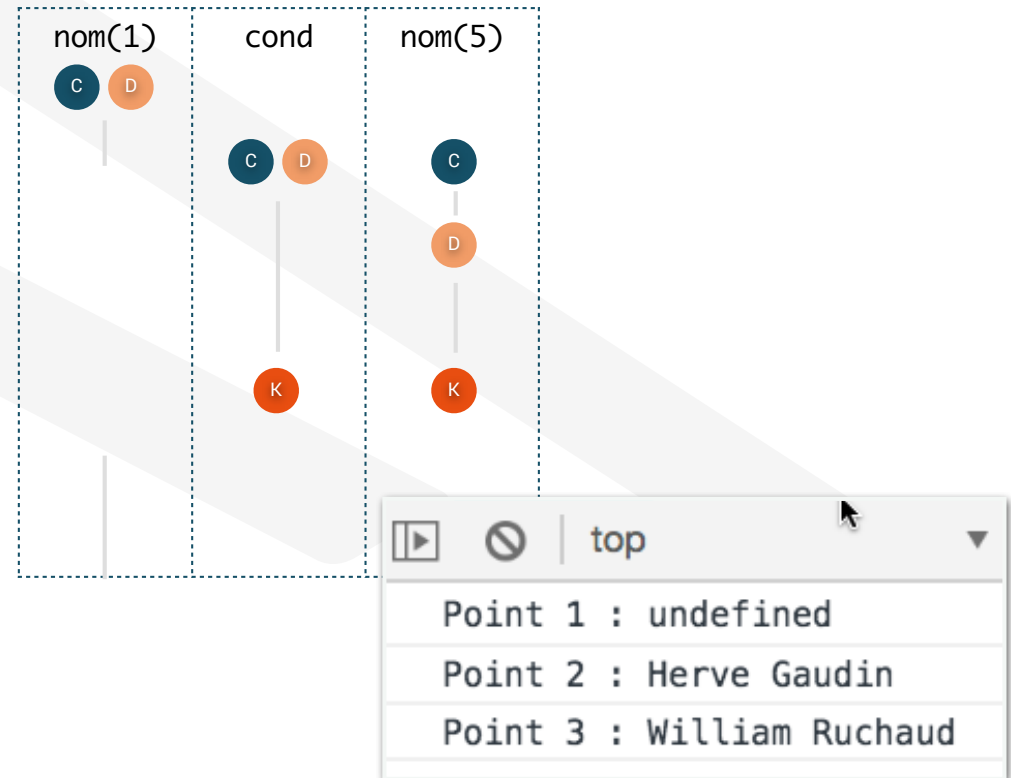 nom(1) cond nom(5)
C D
C D C
D
K K
top
Point 1 : undefined
Point 2 : Herve Gaudin
Point 3 : William Ruchaud